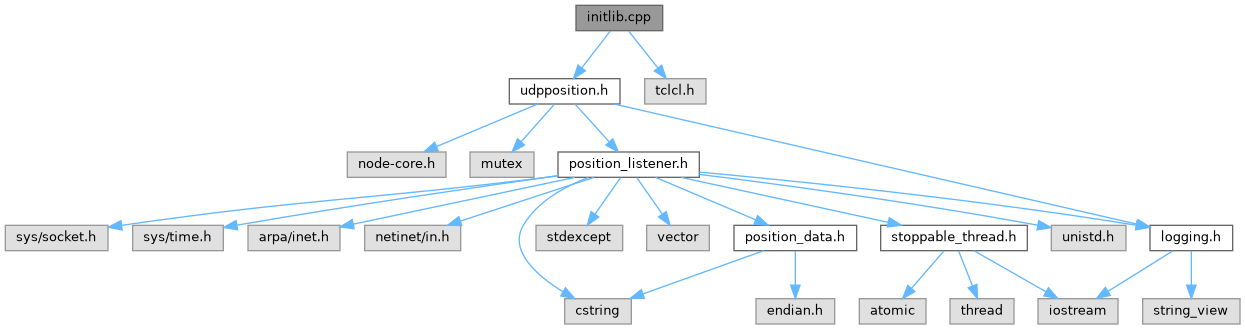 initlib.cpp
udpposition.h
tclcl.h
node-core.h
mutex
position_listener.h
sys/socket.h
sys/time.h
arpa/inet.h
netinet/in.h
stdexcept
vector
position_data.h
stoppable_thread.h
unistd.h
logging.h
cstring
endian.h
atomic
thread
iostream
string_view